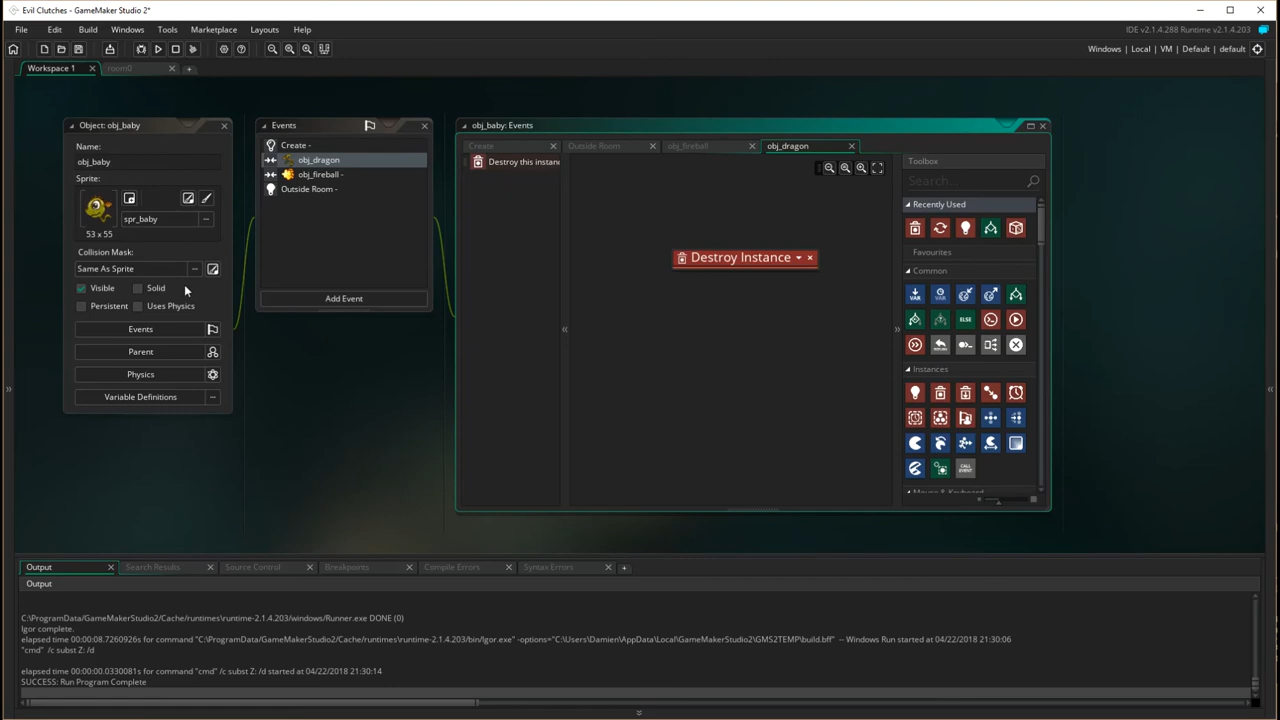 Evil Clutches - GameMaker Studio 2*
File Edit Build Windows Tools Marketplace Layouts Help
IDE v2.1.4.288 Runtime v2.1.4.203
Windows | Local | VM | Default | default
Workspace 1
room0
Object: obj_baby
Name:
obj_baby
Sprite:
spr_baby
53 x 55
Collision Mask:
Same As Sprite
Visible
Solid
Persistent
Uses Physics
Events
Parent
Physics
Variable Definitions
Events
Create -
obj_dragon
obj_fireball -
Outside Room -
Add Event
obj_baby: Events
Create
Outside Room
obj_fireball
obj_dragon
Destroy this instanc
Destroy Instance
Toolbox
Search...
Recently Used
Favourites
Common
VAR
VAR
ELSE
Instances
CALL
EVENT
Mouse & Keyboard
Output
Search Results
Source Control
Breakpoints
Compile Errors
Syntax Errors
Output
C:\ProgramData/GameMakerStudio2/Cache/runtimes\runtime-2.1.4.203/windows/Runner.exe DONE (0)
Igor complete.
elapsed time 00:00:08.7260926s for command "C:\ProgramData/GameMakerStudio2/Cache/runtimes\runtime-2.1.4.203/bin/Igor.exe" -options="C:\Users\Damien\AppData\Local\GameMakerStudio2\GMS2TEMP\build.bff" -- Windows Run started at 04/22/2018 21:30:06
"cmd" /c subst Z: /d
elapsed time 00:00:00.0330081s for command "cmd" /c subst Z: /d started at 04/22/2018 21:30:14
SUCCESS: Run Program Complete